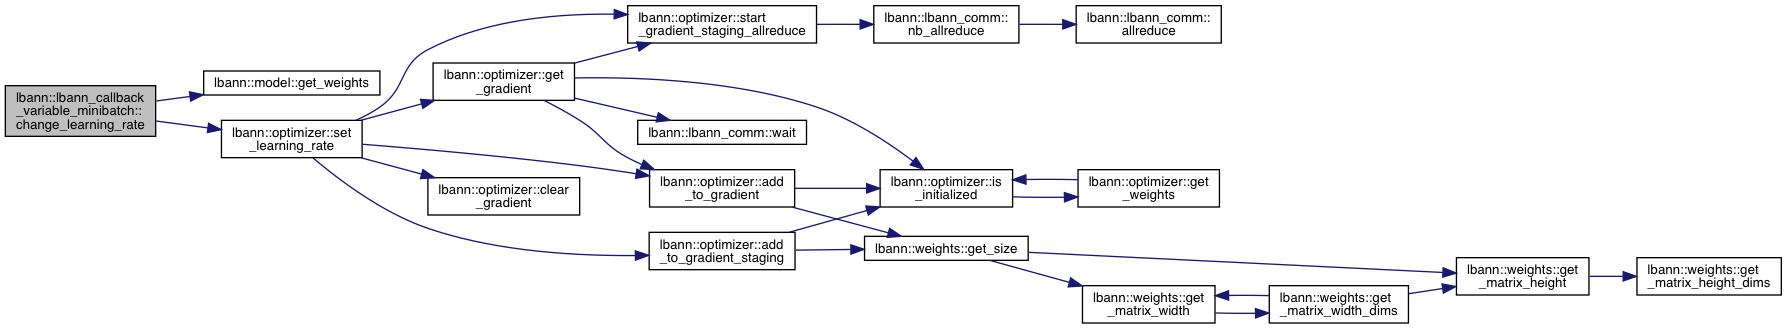 lbann::lbann_callback
_variable_minibatch::
change_learning_rate
lbann::model::get_weights
lbann::optimizer::set
_learning_rate
lbann::optimizer::start
_gradient_staging_allreduce
lbann::optimizer::get
_gradient
lbann::lbann_comm::wait
lbann::optimizer::clear
_gradient
lbann::optimizer::add
_to_gradient
lbann::optimizer::add
_to_gradient_staging
lbann::lbann_comm::
nb_allreduce
lbann::lbann_comm::
allreduce
lbann::optimizer::is
_initialized
lbann::optimizer::get
_weights
lbann::weights::get_size
lbann::weights::get
_matrix_width
lbann::weights::get
_matrix_width_dims
lbann::weights::get
_matrix_height
lbann::weights::get
_matrix_height_dims